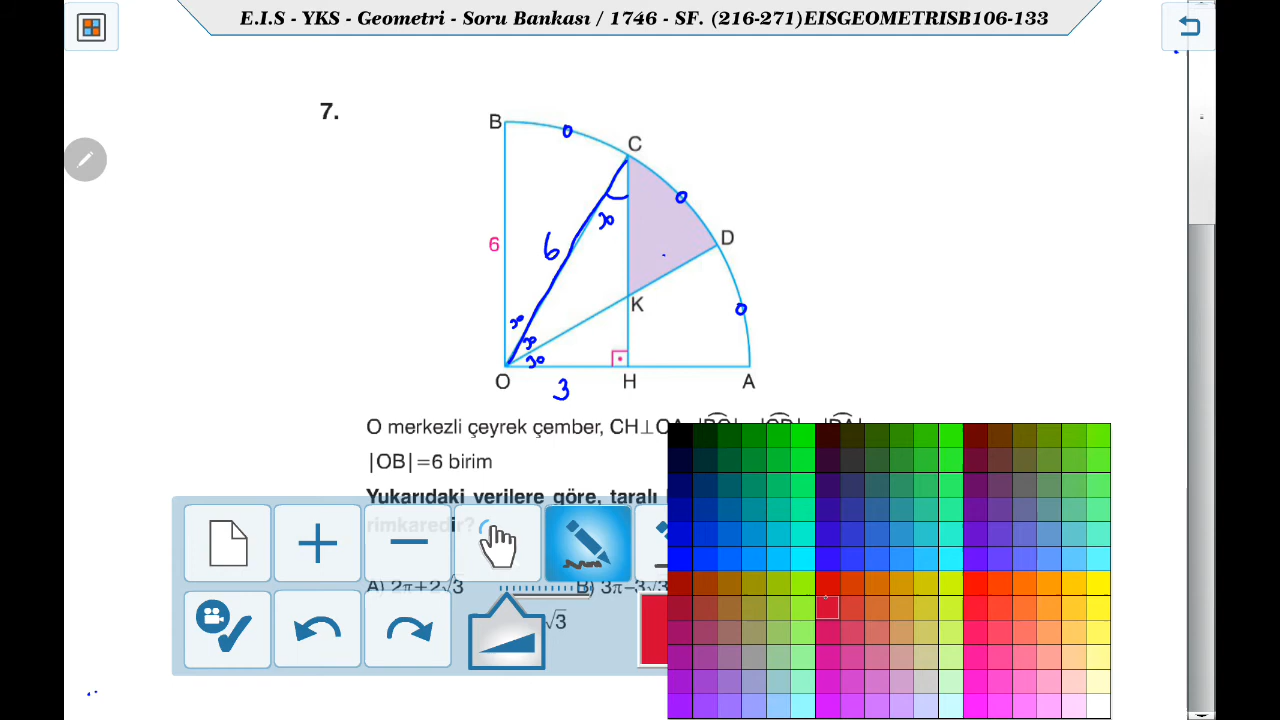 E.I.S - YKS - Geometri - Soru Bankası / 1746 - SF. (216-271)EISGEOMETRISB106-133
7.
B
C
6
6
30
D
K
30
30
30
O
H
A
3
O merkezli çeyrek çember, CH⊥OA,
|OB|=6 birim
Yukarıdaki verilere göre, taralı
rimkaredir?
A) 2π+2√3
B) 3π−3√3
√3